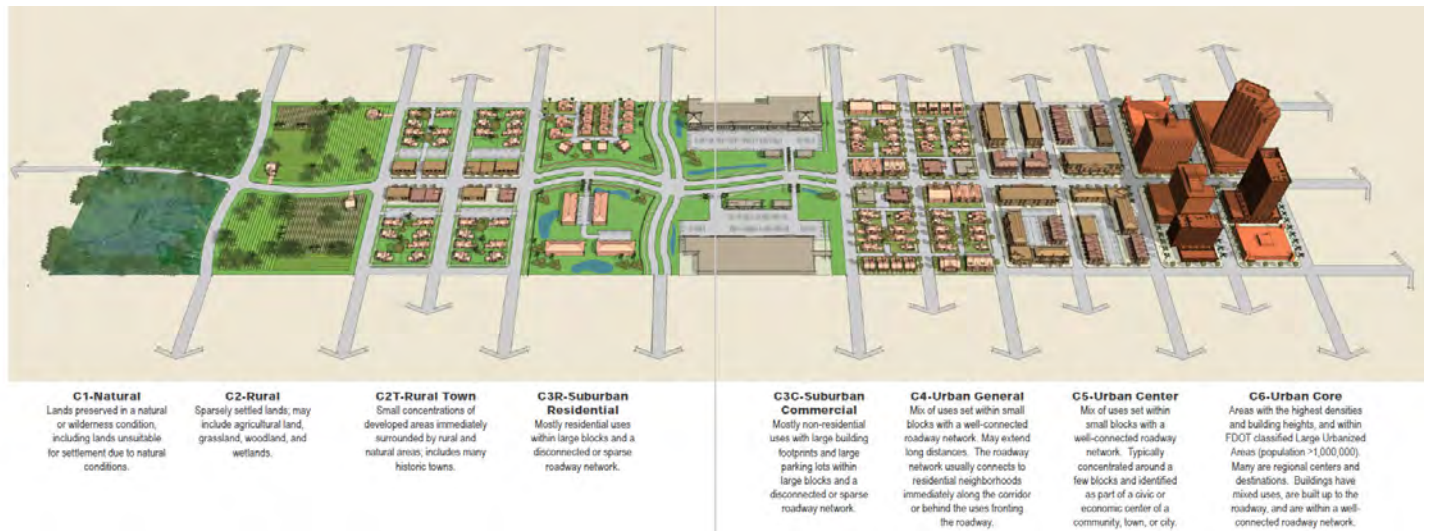 C1-Natural
Lands preserved in a natural
or wilderness condition,
including lands unsuitable
for settlement due to natural
conditions.
C2-Rural
Sparsely settled lands; may
include agricultural land,
grassland, woodland, and
wetlands.
C2T-Rural Town
Small concentrations of
developed areas immediately
surrounded by rural and
natural areas; includes many
historic towns.
C3R-Suburban
Residential
Mostly residential uses
within large blocks and a
disconnected or sparse
roadway network.
C3C-Suburban
Commercial
Mostly non-residential
uses with large building
footprints and large
parking lots within
large blocks and a
disconnected or sparse
roadway network.
C4-Urban General
Mix of uses set within small
blocks with a well-connected
roadway network. May extend
long distances. The roadway
network usually connects to
residential neighborhoods
immediately along the corridor
or behind the uses fronting
the roadway.
C5-Urban Center
Mix of uses set within
small blocks with a
well-connected roadway
network. Typically
concentrated around a
few blocks and identified
as part of a civic or
economic center of a
community, town, or city.
C6-Urban Core
Areas with the highest densities
and building heights, and within
FDOT classified Large Urbanized
Areas (population >1,000,000).
Many are regional centers and
destinations. Buildings have
mixed uses, are built up to the
roadway, and are within a well-
connected roadway network.